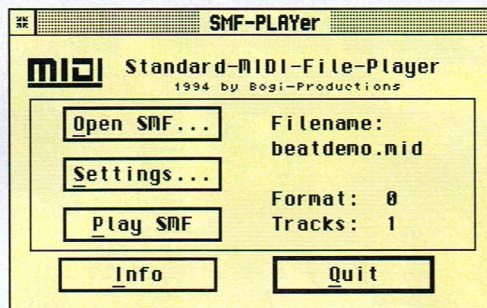 SMF-PLAYer
MIDI Standard-MIDI-File-Player
1994 by Bogi-Productions
Open SMF...
Filename:
beatdemo.mid
Settings...
Format: 0
Play SMF
Tracks: 1
Info
Quit